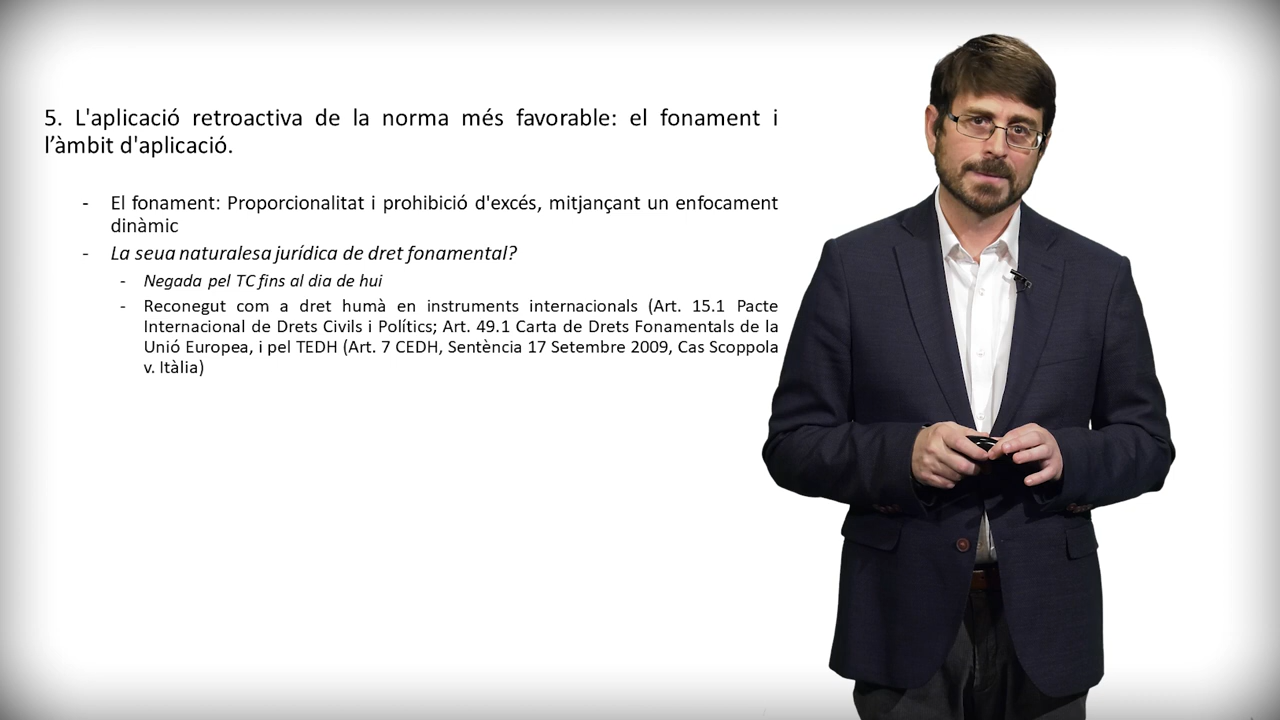 5. L'aplicació retroactiva de la norma més favorable: el fonament i
l’àmbit d'aplicació.
- El fonament: Proporcionalitat i prohibició d'excés, mitjançant un enfocament
dinàmic
- La seua naturalesa jurídica de dret fonamental?
- Negada pel TC fins al dia de hui
- Reconegut com a dret humà en instruments internacionals (Art. 15.1 Pacte
Internacional de Drets Civils i Polítics; Art. 49.1 Carta de Drets Fonamentals de la
Unió Europea, i pel TEDH (Art. 7 CEDH, Sentència 17 Setembre 2009, Cas Scoppola
v. Itàlia)